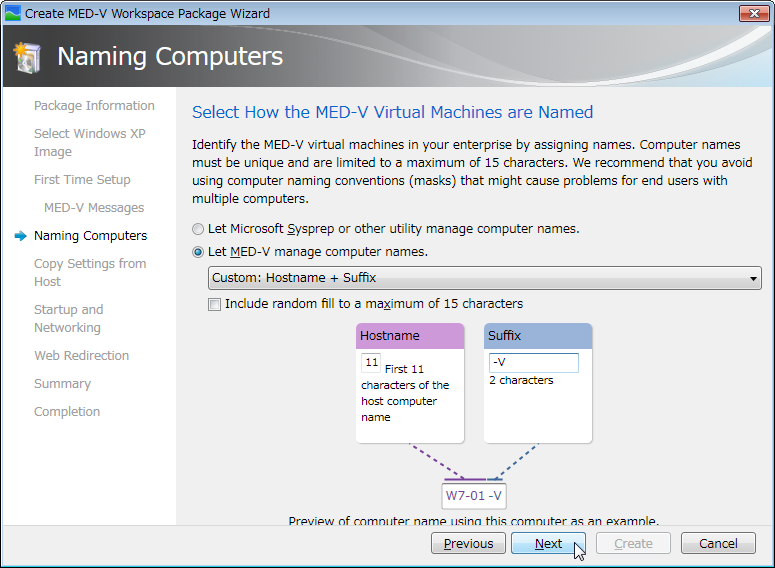 Create MED-V Workspace Package Wizard
Naming Computers
Package Information
Select Windows XP
Image
First Time Setup
MED-V Messages
Naming Computers
Copy Settings from
Host
Startup and
Networking
Web Redirection
Summary
Completion
Select How the MED-V Virtual Machines are Named
Identify the MED-V virtual machines in your enterprise by assigning names. Computer names
must be unique and are limited to a maximum of 15 characters. We recommend that you avoid
using computer naming conventions (masks) that might cause problems for end users with
multiple computers.
Let Microsoft Sysprep or other utility manage computer names.
Let MED-V manage computer names.
Custom: Hostname + Suffix
Include random fill to a maximum of 15 characters
Hostname
11 First 11
characters of the
host computer
name
Suffix
-V
2 characters
W7-01 -V
Preview of computer name using this computer as an example.
Previous
Next
Create
Cancel